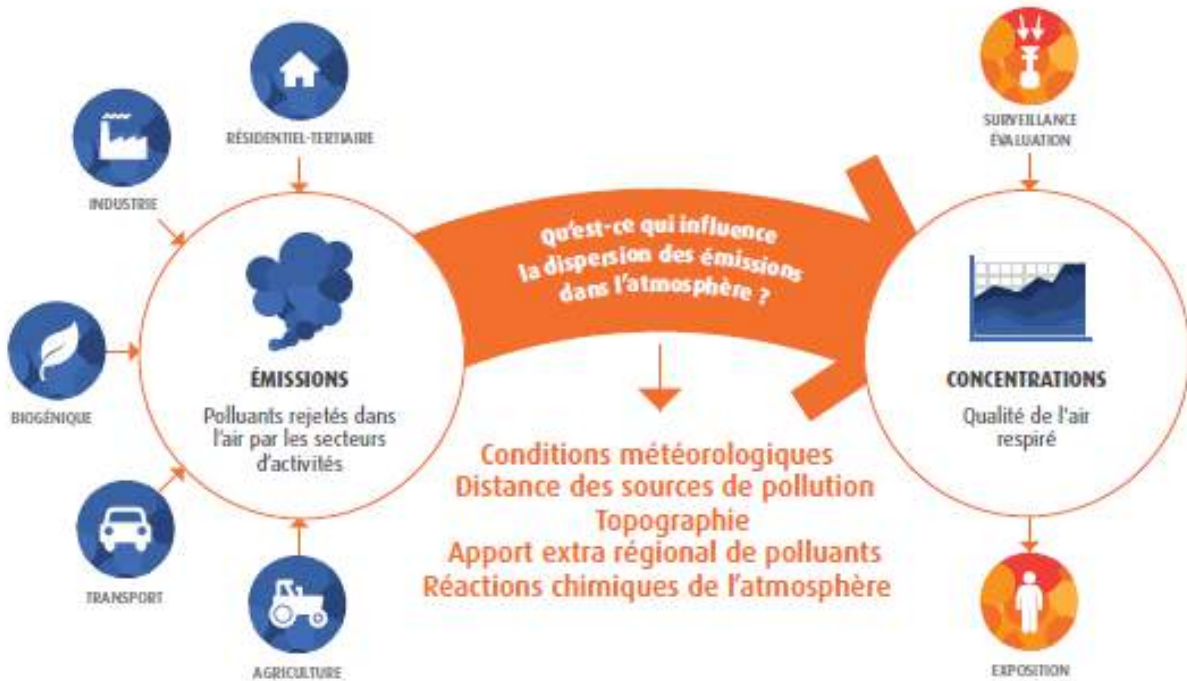 RÉSIDENTIEL-TERTIAIRE
INDUSTRIE
BIOGÉNIQUE
TRANSPORT
AGRICULTURE
ÉMISSIONS
Polluants rejetés dans
l'air par les secteurs
d'activités
Qu'est-ce qui influence
la dispersion des émissions
dans l'atmosphère ?
Conditions météorologiques
Distance des sources de pollution
Topographie
Apport extra régional de polluants
Réactions chimiques de l'atmosphère
SURVEILLANCE
ÉVALUATION
CONCENTRATIONS
Qualité de l'air
respiré
EXPOSITION